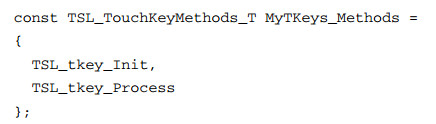 const TSL_TouchKeyMethods_T MyTKeys_Methods =
{
TSL_tkey_Init,
TSL_tkey_Process
};